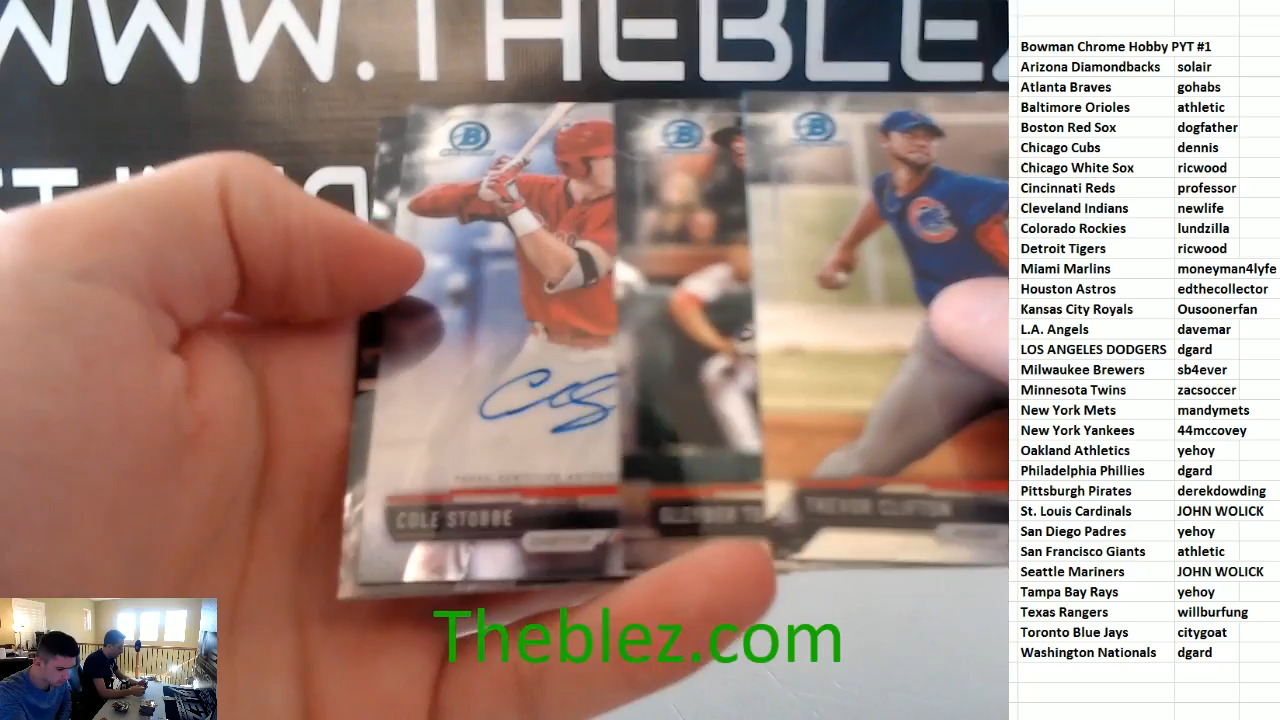 WWW.THEBLEZ
COLE STOBBE
TREVOR CLIFTON
Theblez.com
Bowman Chrome Hobby PYT #1
Arizona Diamondbacks solair
Atlanta Braves gohabs
Baltimore Orioles athletic
Boston Red Sox dogfather
Chicago Cubs dennis
Chicago White Sox ricwood
Cincinnati Reds professor
Cleveland Indians newlife
Colorado Rockies lundzilla
Detroit Tigers ricwood
Miami Marlins moneyman4lyfe
Houston Astros edthecollector
Kansas City Royals Ousoonerfan
L.A. Angels davemar
LOS ANGELES DODGERS dgard
Milwaukee Brewers sb4ever
Minnesota Twins zacsoccer
New York Mets mandymets
New York Yankees 44mccovey
Oakland Athletics yehoy
Philadelphia Phillies dgard
Pittsburgh Pirates derekdowding
St. Louis Cardinals JOHN WOLICK
San Diego Padres yehoy
San Francisco Giants athletic
Seattle Mariners JOHN WOLICK
Tampa Bay Rays yehoy
Texas Rangers willburfung
Toronto Blue Jays citygoat
Washington Nationals dgard